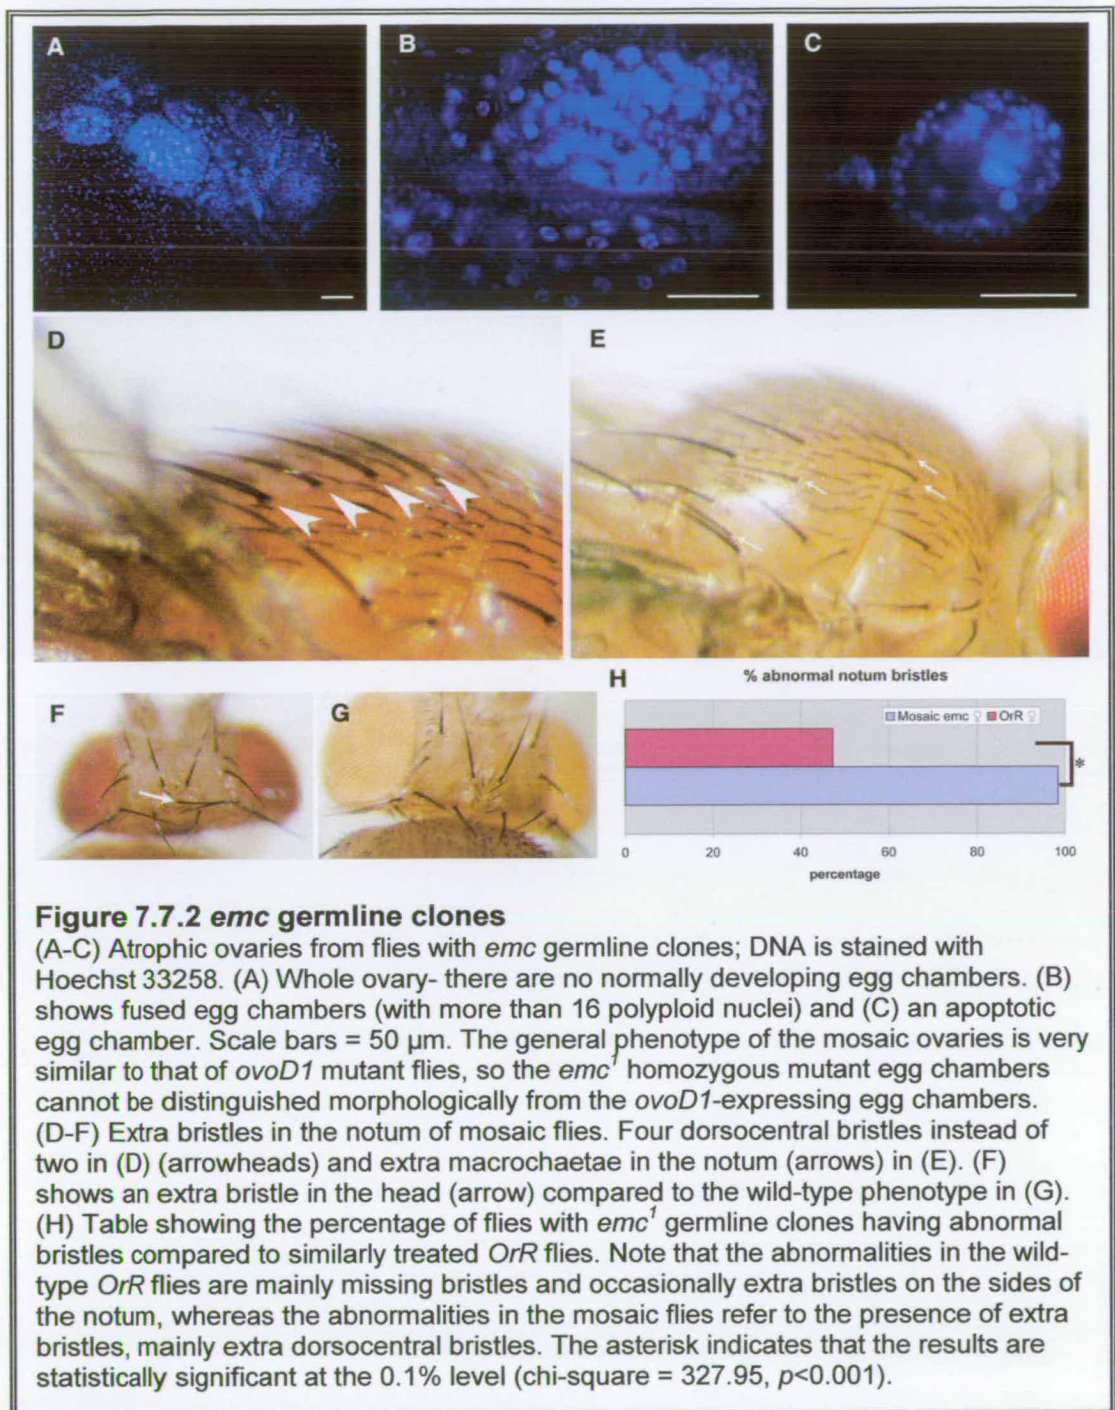 A
B
C
D
E
F
G
H
% abnormal notum bristles
Mosaic emc ♀ OrR ♀
*
0 20 40 60 80 100
percentage
Figure 7.7.2 emc germline clones
(A-C) Atrophic ovaries from flies with emc germline clones; DNA is stained with
Hoechst 33258. (A) Whole ovary- there are no normally developing egg chambers. (B)
shows fused egg chambers (with more than 16 polyploid nuclei) and (C) an apoptotic
egg chamber. Scale bars = 50 µm. The general phenotype of the mosaic ovaries is very
similar to that of ovoD1 mutant flies, so the emc¹ homozygous mutant egg chambers
cannot be distinguished morphologically from the ovoD1-expressing egg chambers.
(D-F) Extra bristles in the notum of mosaic flies. Four dorsocentral bristles instead of
two in (D) (arrowheads) and extra macrochaetae in the notum (arrows) in (E). (F)
shows an extra bristle in the head (arrow) compared to the wild-type phenotype in (G).
(H) Table showing the percentage of flies with emc¹ germline clones having abnormal
bristles compared to similarly treated OrR flies. Note that the abnormalities in the wild-
type OrR flies are mainly missing bristles and occasionally extra bristles on the sides of
the notum, whereas the abnormalities in the mosaic flies refer to the presence of extra
bristles, mainly extra dorsocentral bristles. The asterisk indicates that the results are
statistically significant at the 0.1% level (chi-square = 327.95, p<0.001).